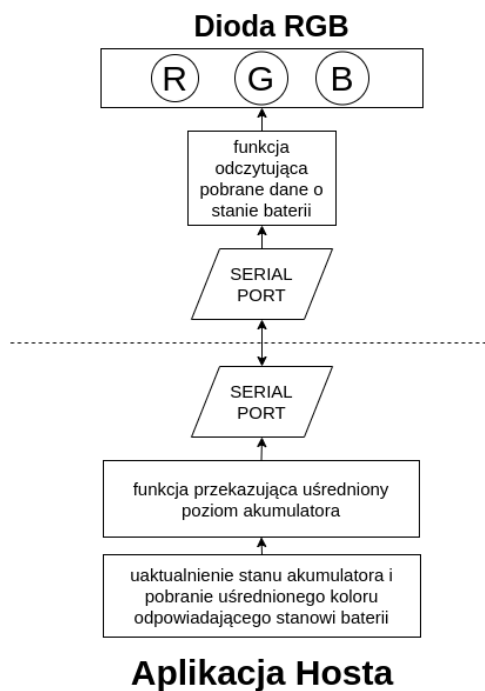 Dioda RGB
R G B
funkcja
odczytująca
pobrane dane o
stanie baterii
SERIAL
PORT
SERIAL
PORT
funkcja przekazująca uśredniony
poziom akumulatora
uaktualnienie stanu akumulatora i
pobranie uśrednionego koloru
odpowiadającego stanowi baterii
Aplikacja Hosta